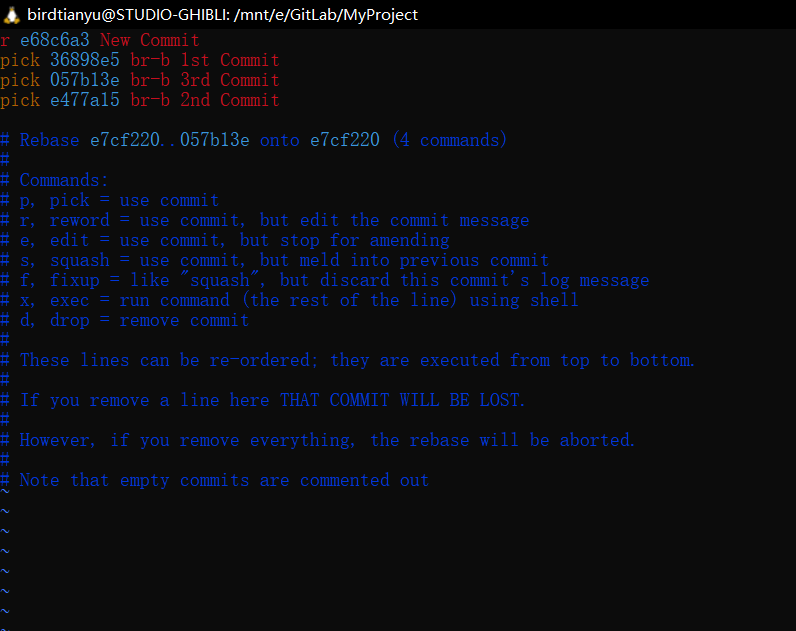 birdtianyu@STUDIO-GHIBLI: /mnt/e/GitLab/MyProject
r e68c6a3 New Commit
pick 36898e5 br-b 1st Commit
pick 057b13e br-b 3rd Commit
pick e477a15 br-b 2nd Commit
# Rebase e7cf220..057b13e onto e7cf220 (4 commands)
#
# Commands:
# p, pick = use commit
# r, reword = use commit, but edit the commit message
# e, edit = use commit, but stop for amending
# s, squash = use commit, but meld into previous commit
# f, fixup = like "squash", but discard this commit's log message
# x, exec = run command (the rest of the line) using shell
# d, drop = remove commit
#
# These lines can be re-ordered; they are executed from top to bottom.
#
# If you remove a line here THAT COMMIT WILL BE LOST.
#
# However, if you remove everything, the rebase will be aborted.
#
# Note that empty commits are commented out
~
~
~
~
~
~
~
~